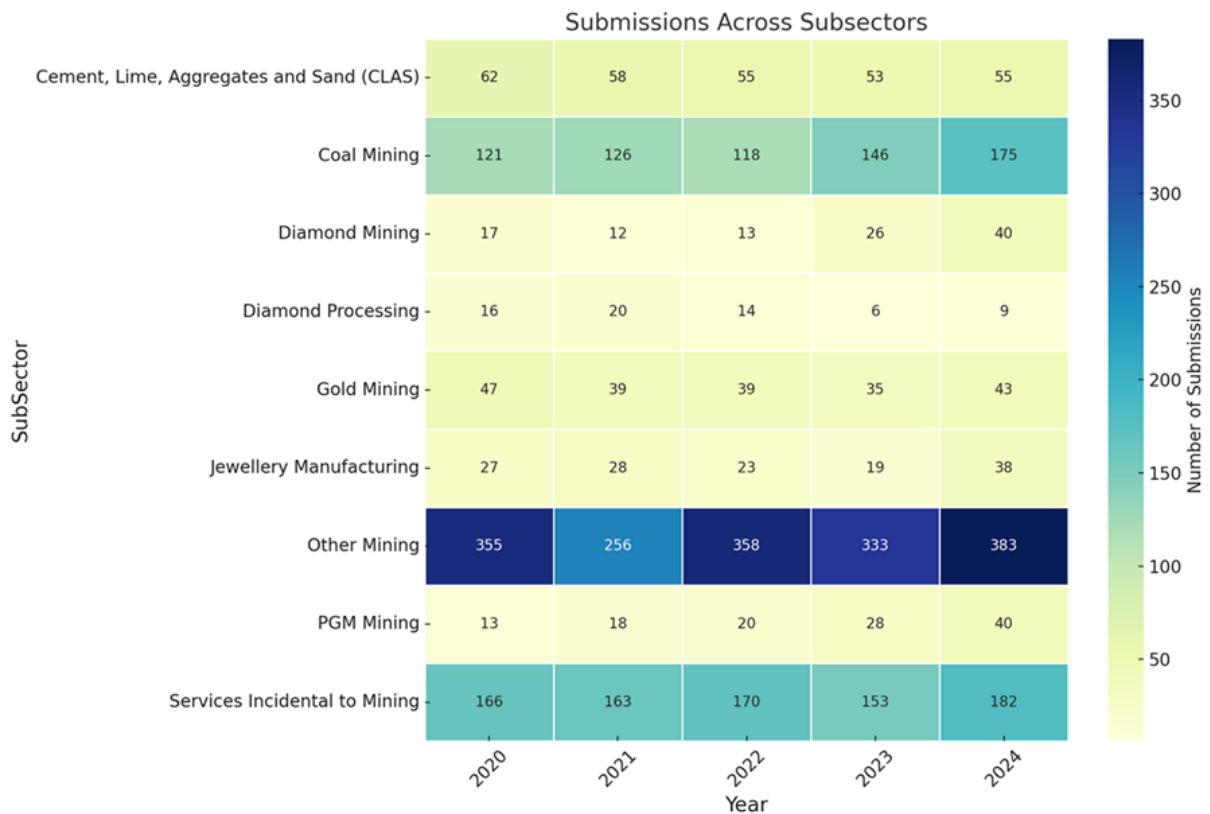 Submissions Across Subsectors
Cement, Lime, Aggregates and Sand (CLAS) 62 58 55 53 55
Coal Mining 121 126 118 146 175
Diamond Mining 17 12 13 26 40
Diamond Processing 16 20 14 6 9
Gold Mining 47 39 39 35 43
Jewellery Manufacturing 27 28 23 19 38
Other Mining 355 256 358 333 383
PGM Mining 13 18 20 28 40
Services Incidental to Mining 166 163 170 153 182
2020 2021 2022 2023 2024
Year
SubSector
350
300
250
200
150
100
50
Number of Submissions